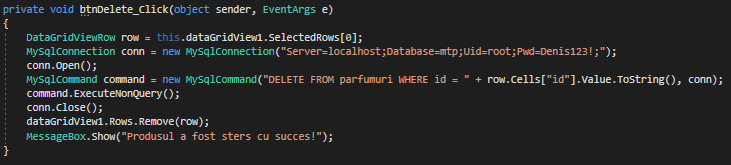 private void btnDelete_Click(object sender, EventArgs e)
{
DataGridViewRow row = this.dataGridView1.SelectedRows[0];
MySqlConnection conn = new MySqlConnection("Server=localhost;Database=mtp;Uid=root;Pwd=Denis123!;");
conn.Open();
MySqlCommand command = new MySqlCommand("DELETE FROM parfumuri WHERE id = " + row.Cells["id"].Value.ToString(), conn);
command.ExecuteNonQuery();
conn.Close();
dataGridView1.Rows.Remove(row);
MessageBox.Show("Produsul a fost sters cu succes!");
}